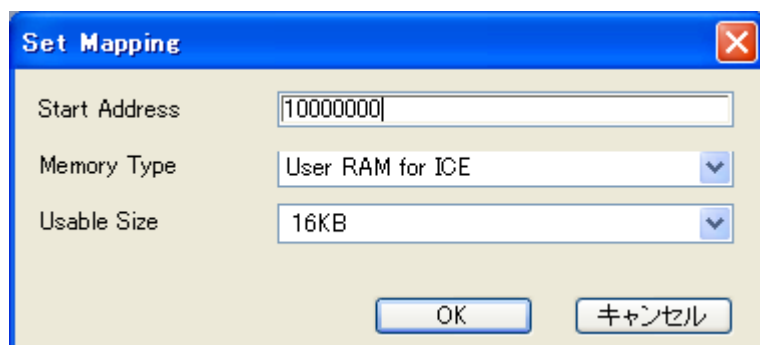 Set Mapping
Start Address 10000000
Memory Type User RAM for ICE
Usable Size 16KB
OK キャンセル